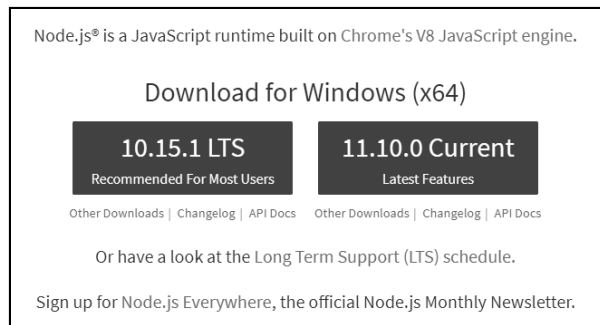 Node.js® is a JavaScript runtime built on Chrome's V8 JavaScript engine.
Download for Windows (x64)
10.15.1 LTS
Recommended For Most Users
11.10.0 Current
Latest Features
Other Downloads | Changelog | API Docs
Other Downloads | Changelog | API Docs
Or have a look at the Long Term Support (LTS) schedule.
Sign up for Node.js Everywhere, the official Node.js Monthly Newsletter.